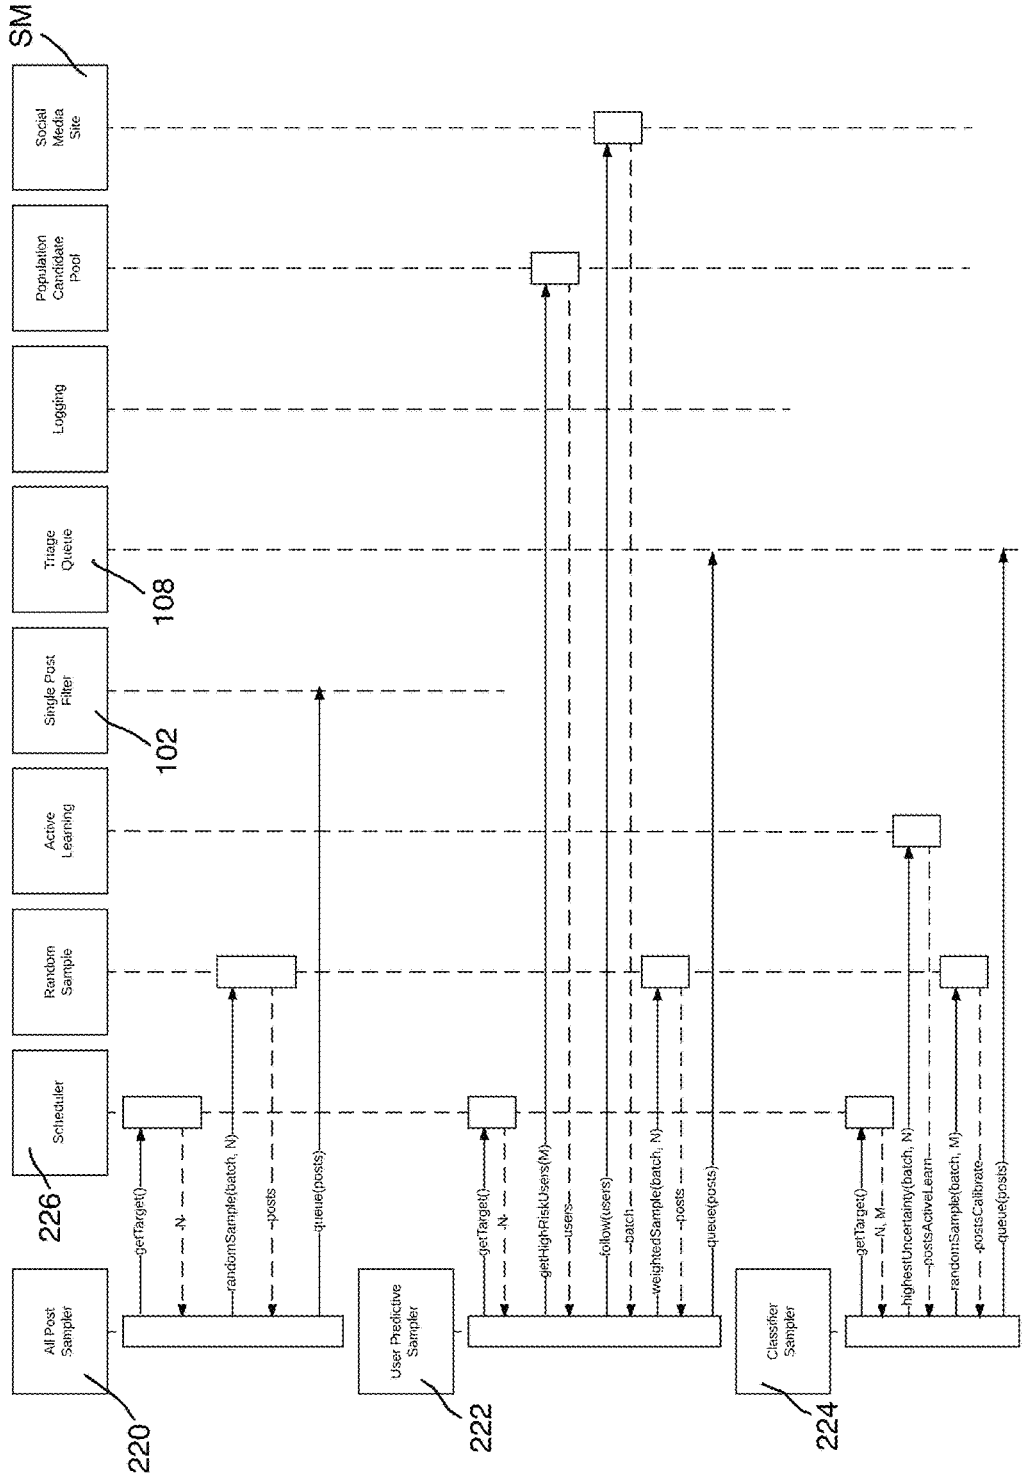 All Post
Sampler
220
Scheduler
226
Random
Sample
Active
Learning
Single Post
Filter
102
Triage
Queue
108
Logging
Population
Candidate
Pool
Social
Media
Site
SM
getTarget()
N
randomSample(batch, N)
posts
queue(posts)
User Predictive
Sampler
222
getTarget()
N
getHighRiskUsers(M)
users
follow(users)
batch
weightedSample(batch, N)
posts
queue(posts)
Classifier
Sampler
224
getTarget()
N, M
highestUncertainty(batch, N)
postsActiveLearn
randomSample(batch, M)
postsCalibrate
queue(posts)